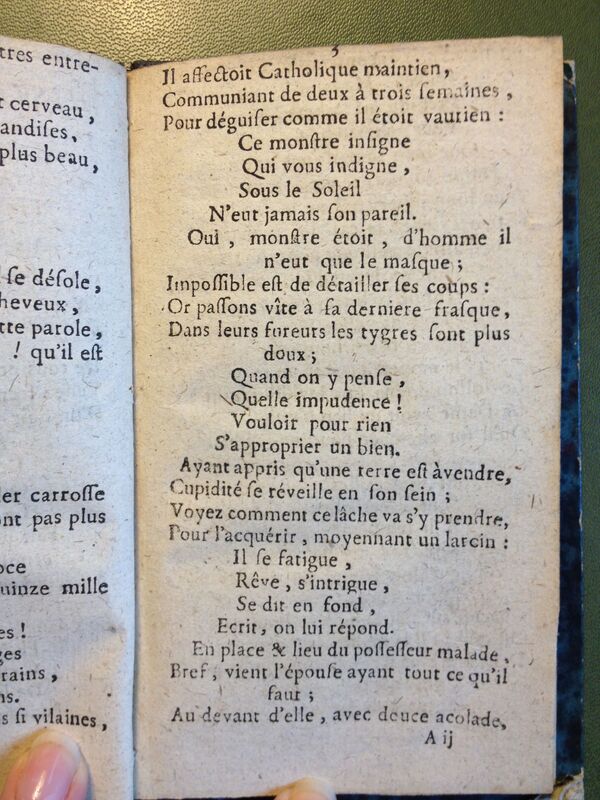 tres entre-
cerveau,
andiſes,
plus beau,
ſe déſole,
heveux,
tte parole,
! qu'il eſt
ler carroſſe
nt pas plus
oce
uinze mille
es !
ges
rains,
ns.
s ſi vilaines,
Il affectoit Catholique maintien,
Communiant de deux à trois ſemaines,
Pour déguiſer comme il étoit vautien :
Ce monſtre inſigne
Qui vous indigne,
Sous le Soleil
N'eut jamais ſon pareil.
Oui, monſtre étoit, d'homme il
n'eut que le maſque ;
Impoſſible eſt de détailler ſes coups :
Or paſſons vîte à ſa derniere fraſque,
Dans leurs fureurs les tygres ſont plus
doux ;
Quand on y penſe,
Quelle impudence !
Vouloir pour rien
S'approprier un bien.
Ayant appris qu'une terre eſt àvendre,
Cupidité ſe réveille en ſon ſein ;
Voyez comment ce lâche va s'y prendre,
Pour l'acquérir, moyennant un larcin :
Il ſe fatigue,
Rêve, s'intrigue,
Se dit en fond,
Ecrit, on lui répond.
En place & lieu du poſſeſſeur malade,
Bref, vient l'épouſe ayant tout ce qu'il
faut ;
Au devant d'elle, avec douce acolade,
A ij